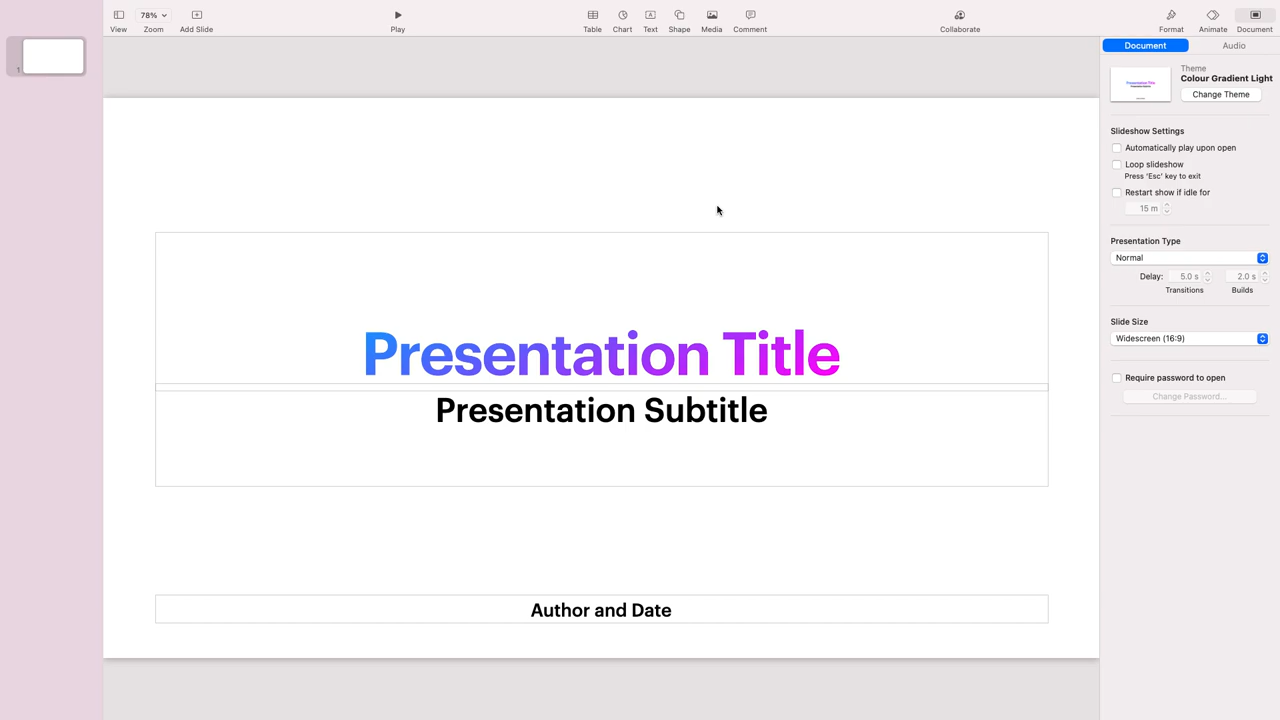 78%
View
Zoom
Add Slide
Play
Table
Chart
Text
Shape
Media
Comment
Collaborate
Format
Animate
Document
1
Presentation Title
Presentation Subtitle
Author and Date
Document
Audio
Presentation Title
Theme
Colour Gradient Light
Change Theme
Slideshow Settings
Automatically play upon open
Loop slideshow
Press 'Esc' key to exit
Restart show if idle for
15 m
Presentation Type
Normal
Delay: 5.0 s 2.0 s
Transitions Builds
Slide Size
Widescreen (16:9)
Require password to open
Change Password...